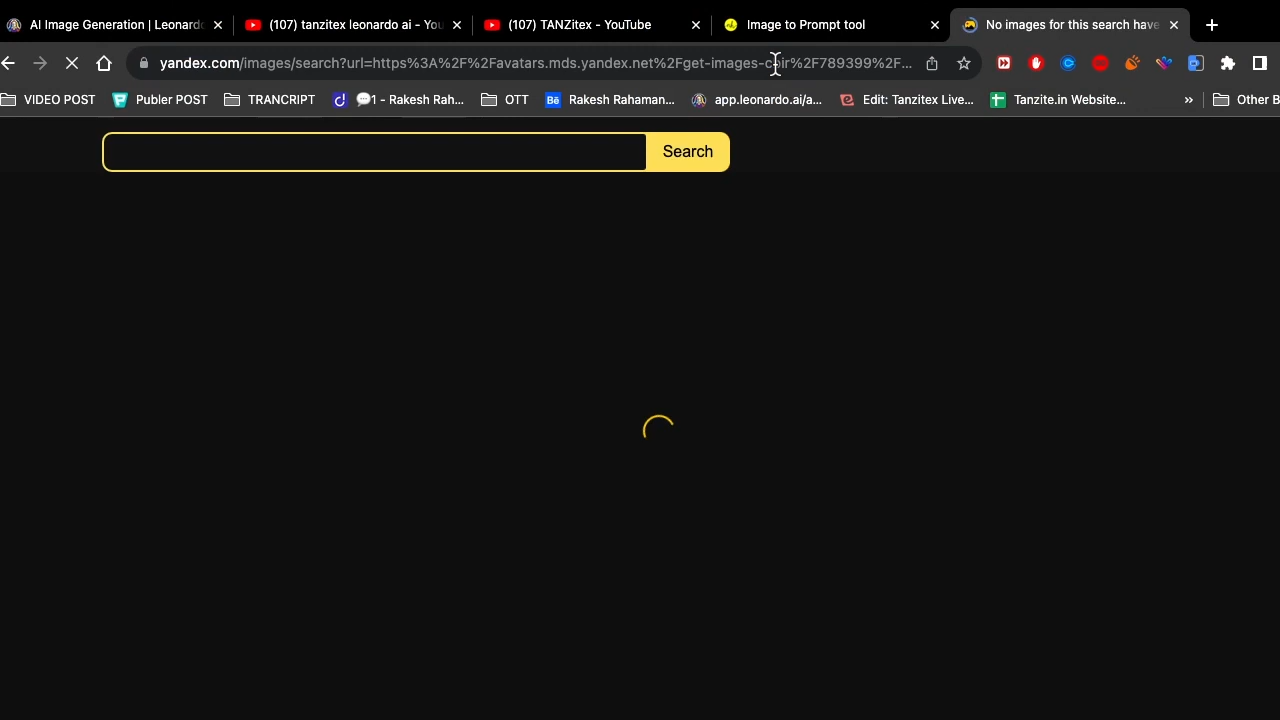 AI Image Generation | Leonardo
(107) tanzitex leonardo ai - You
(107) TANZitex - YouTube
Image to Prompt tool
No images for this search have
yandex.com/images/search?url=https%3A%2F%2Favatars.mds.yandex.net%2Fget-images-cbir%2F789399%2F...
VIDEO POST
Publer POST
TRANCRIPT
1 - Rakesh Rah...
OTT
Bē
Rakesh Rahaman...
app.leonardo.ai/a...
Edit: Tanzitex Live...
Tanzite.in Website...
»
Other B
Search